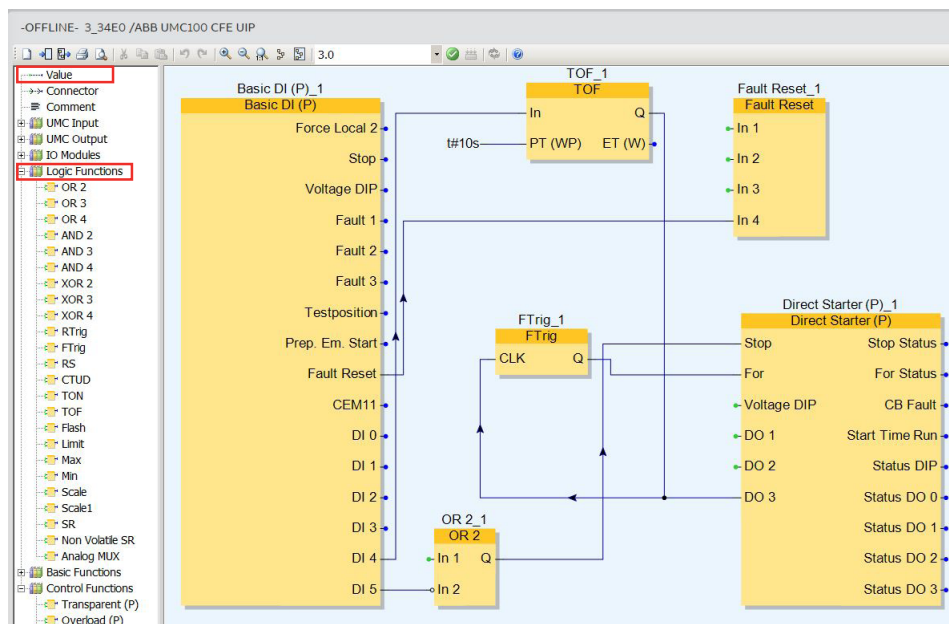 -OFFLINE- 3_34E0 /ABB UMC100 CFE UIP
3.0
Value
Connector
Comment
UMC Input
UMC Output
IO Modules
Logic Functions
OR 2
OR 3
OR 4
AND 2
AND 3
AND 4
XOR 2
XOR 3
XOR 4
RTrig
FTrig
RS
CTUD
TON
TOF
Flash
Limit
Max
Min
Scale
Scale1
SR
Non Volatile SR
Analog MUX
Basic Functions
Control Functions
Transparent (P)
Overload (P)
Basic DI (P)_1
Basic DI (P)
Force Local 2
Stop
Voltage DIP
Fault 1
Fault 2
Fault 3
Testposition
Prep. Em. Start
Fault Reset
CEM11
DI 0
DI 1
DI 2
DI 3
DI 4
DI 5
TOF_1
TOF
In Q
t#10s PT (WP) ET (W)
Fault Reset_1
Fault Reset
In 1
In 2
In 3
In 4
FTrig_1
FTrig
CLK Q
OR 2_1
OR 2
In 1 Q
In 2
Direct Starter (P)_1
Direct Starter (P)
Stop Stop Status
For For Status
Voltage DIP CB Fault
DO 1 Start Time Run
DO 2 Status DIP
DO 3 Status DO 0
Status DO 1
Status DO 2
Status DO 3